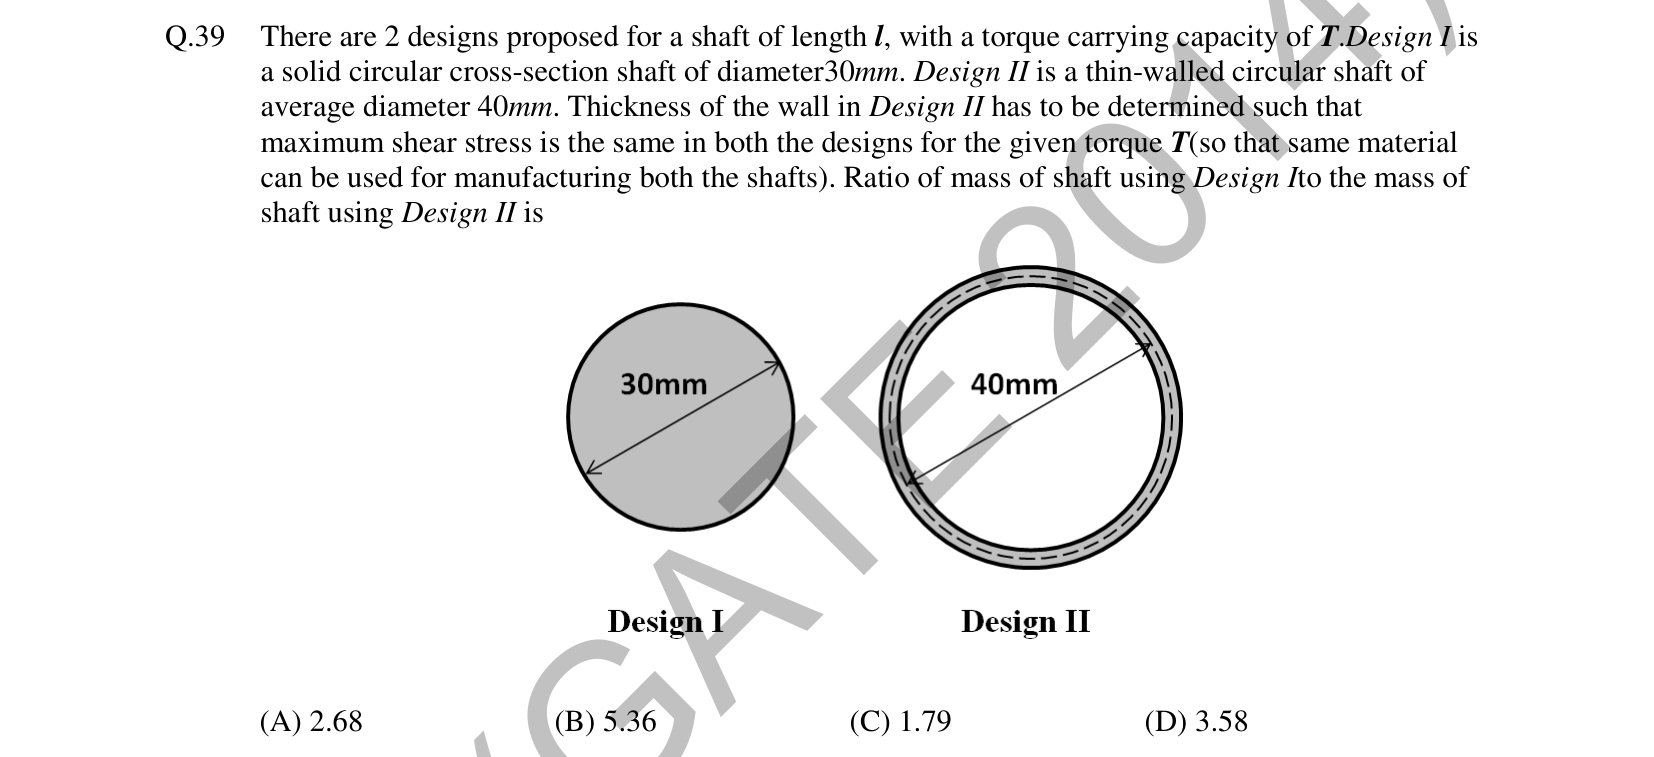 Q.39 There are 2 designs proposed for a shaft of length l, with a torque carrying capacity of T.Design I is
a solid circular cross-section shaft of diameter30mm. Design II is a thin-walled circular shaft of
average diameter 40mm. Thickness of the wall in Design II has to be determined such that
maximum shear stress is the same in both the designs for the given torque T(so that same material
can be used for manufacturing both the shafts). Ratio of mass of shaft using Design Ito the mass of
shaft using Design II is
30mm 40mm
Design I Design II
(A) 2.68 (B) 5.36 (C) 1.79 (D) 3.58
GATE 2014